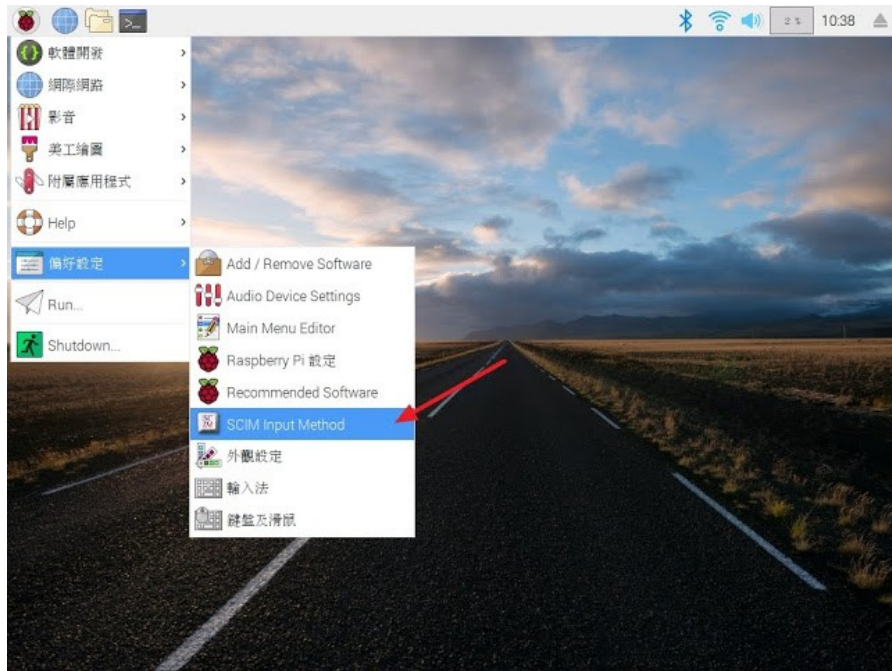 2 %
10:38
軟體開發
網際網路
影音
美工繪圖
附屬應用程式
Help
偏好設定
Run...
Shutdown...
Add / Remove Software
Audio Device Settings
Main Menu Editor
Raspberry Pi 設定
Recommended Software
SCIM Input Method
外觀設定
輸入法
鍵盤及滑鼠